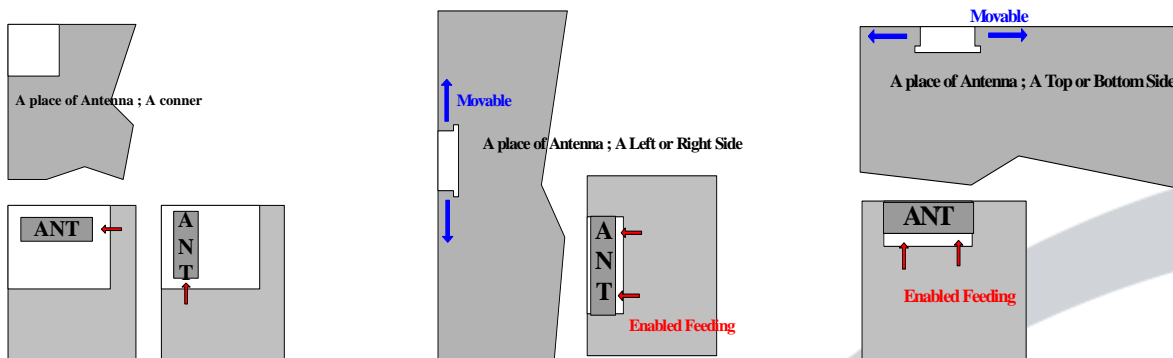 A place of Antenna ; A conner
ANT
A
N
T
Movable
A place of Antenna ; A Left or Right Side
A
N
T
Enabled Feeding
Movable
A place of Antenna ; A Top or Bottom Side
ANT
Enabled Feeding